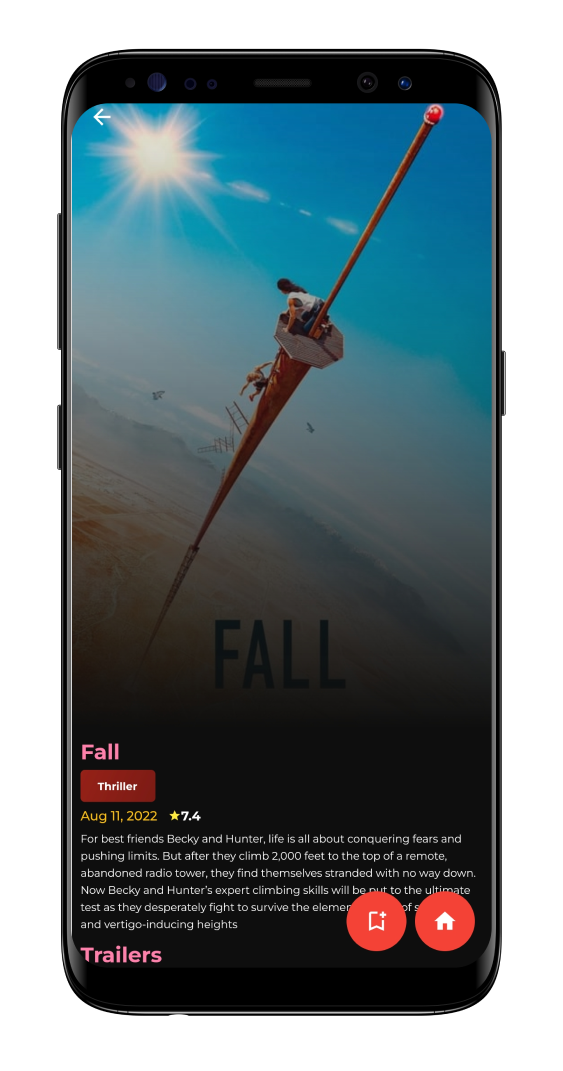 FALL
Fall
Thriller
Aug 11, 2022 ★7.4
For best friends Becky and Hunter, life is all about conquering fears and
pushing limits. But after they climb 2,000 feet to the top of a remote,
abandoned radio tower, they find themselves stranded with no way down.
Now Becky and Hunter’s expert climbing skills will be put to the ultimate
test as they desperately fight to survive the of
and vertigo-inducing heights
Trailers